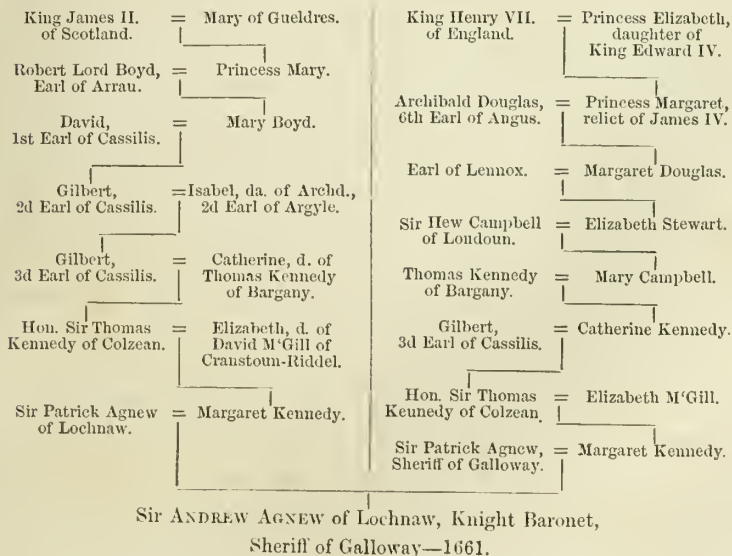 King James II. = Mary of Gueldres.
of Scotland.
Robert Lord Boyd, = Princess Mary.
Earl of Arrau.
David, = Mary Boyd.
1st Earl of Cassilis.
Gilbert, =Isabel, da. of Archd.,
2d Earl of Cassilis. 2d Earl of Argyle.
Gilbert, = Catherine, d. of
3d Earl of Cassilis. Thomas Kennedy
of Bargany.
Hon. Sir Thomas = Elizabeth, d. of
Kennedy of Colzean. David M‘Gill of
Cranstoun-Riddel.
Sir Patrick Agnew = Margaret Kennedy.
of Lochnaw.
King Henry VII. = Princess Elizabeth,
of England. daughter of
King Edward IV.
Archibald Douglas, = Princess Margaret,
6th Earl of Angus. relict of James IV.
Earl of Lennox. = Margaret Douglas.
Sir Hew Campbell = Elizabeth Stewart.
of Londoun.
Thomas Kennedy = Mary Campbell.
of Bargany.
Gilbert, = Catherine Kennedy.
3d Earl of Cassilis.
Hon. Sir Thomas = Elizabeth M‘Gill.
Keunedy of Colzean
Sir Patrick Agnew, = Margaret Kennedy.
Sheriff of Galloway.
Sir ANDREW AGNEW of Lochnaw, Knight Baronet,
Sheriff of Galloway—1661.